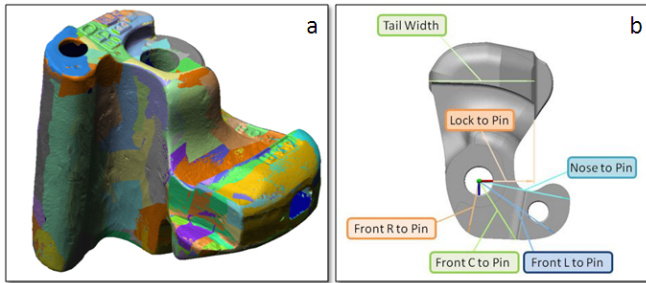 a
b
Tail Width
Lock to Pin
Nose to Pin
Front R to Pin
Front C to Pin
Front L to Pin